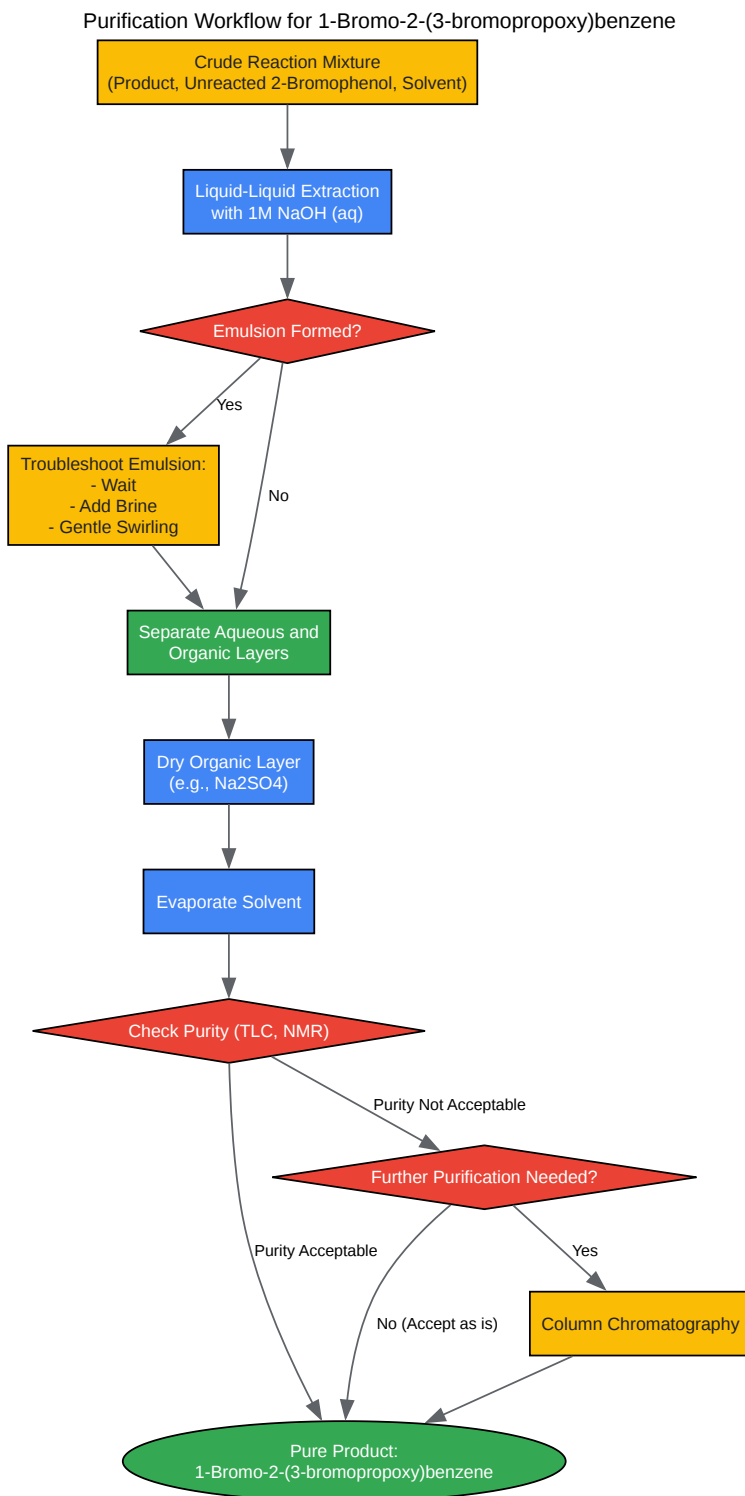 Purification Workflow for 1-Bromo-2-(3-bromopropoxy)benzene
Crude Reaction Mixture
(Product, Unreacted 2-Bromophenol, Solvent)
Liquid-Liquid Extraction
with 1M NaOH (aq)
Emulsion Formed?
Yes
Troubleshoot Emulsion:
- Wait
- Add Brine
- Gentle Swirling
No
Separate Aqueous and
Organic Layers
Dry Organic Layer
(e.g., Na2SO4)
Evaporate Solvent
Check Purity (TLC, NMR)
Purity Not Acceptable
Further Purification Needed?
Purity Acceptable
Yes
No (Accept as is)
Column Chromatography
Pure Product:
1-Bromo-2-(3-bromopropoxy)benzene